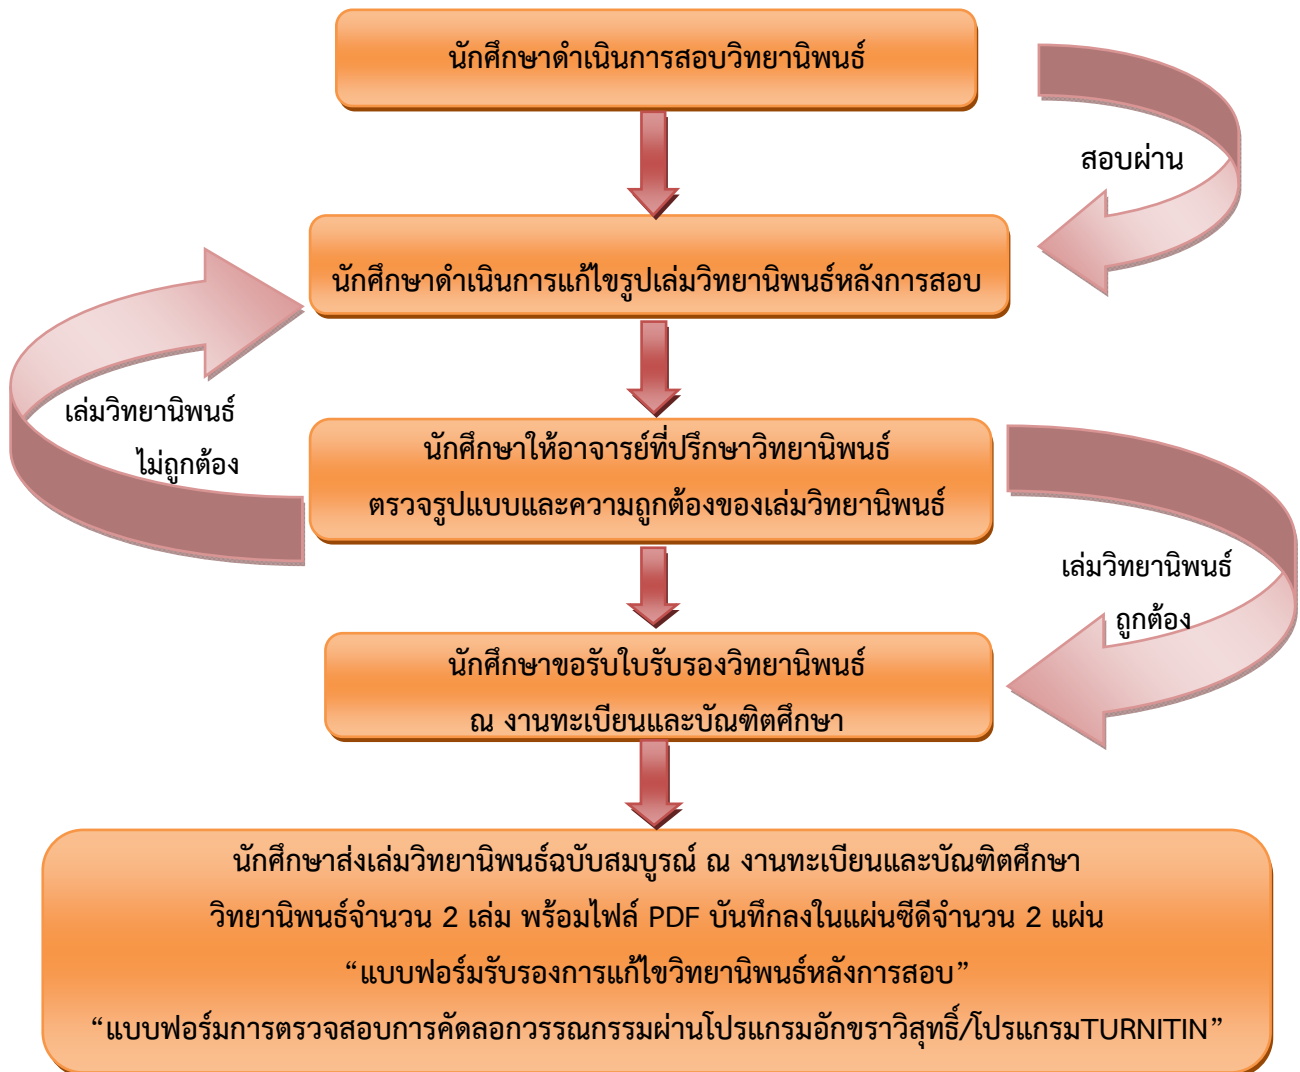 นักศึกษาดำเนินการสอบวิทยานิพนธ์
สอบผ่าน
นักศึกษาดำเนินการแก้ไขรูปเล่มวิทยานิพนธ์หลังการสอบ
เล่มวิทยานิพนธ์
ไม่ถูกต้อง
นักศึกษาให้อาจารย์ที่ปรึกษาวิทยานิพนธ์
ตรวจรูปแบบและความถูกต้องของเล่มวิทยานิพนธ์
เล่มวิทยานิพนธ์
ถูกต้อง
นักศึกษาขอรับใบรับรองวิทยานิพนธ์
ณ งานทะเบียนและบัณฑิตศึกษา
นักศึกษาส่งเล่มวิทยานิพนธ์ฉบับสมบูรณ์ ณ งานทะเบียนและบัณฑิตศึกษา
วิทยานิพนธ์จำนวน 2 เล่ม พร้อมไฟล์ PDF บันทึกลงในแผ่นซีดีจำนวน 2 แผ่น
“แบบฟอร์มรับรองการแก้ไขวิทยานิพนธ์หลังการสอบ”
“แบบฟอร์มการตรวจสอบการคัดลอกวรรณกรรมผ่านโปรแกรมอักขราวิสุทธิ์/โปรแกรมTURNITIN”